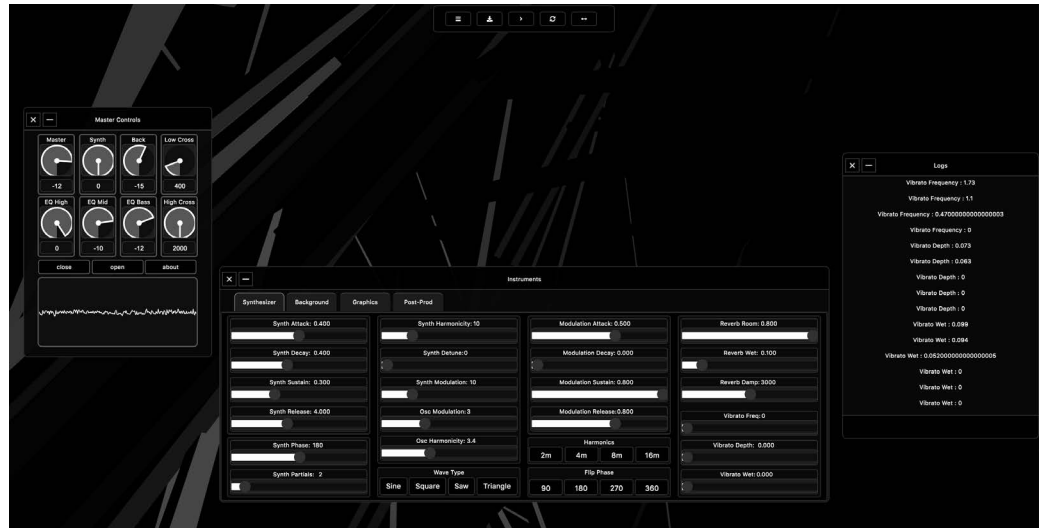 Master Controls
Master Synth Back Low Cross
-12 0 -15 400
EQ High EQ Mid EQ Bass High Cross
0 -10 -12 2000
close open about
Instruments
Synthesizer Background Graphics Post-Prod
Synth Attack: 0.400
Synth Decay: 0.400
Synth Sustain: 0.300
Synth Release: 4.000
Synth Phase: 180
Synth Partials: 2
Synth Harmonicity: 10
Synth Detune:0
Synth Modulation: 10
Osc Modulation: 3
Osc Harmonicity: 3.4
Wave Type
Sine Square Saw Triangle
Modulation Attack: 0.500
Modulation Decay: 0.000
Modulation Sustain: 0.800
Modulation Release:0.800
Harmonics
2m 4m 8m 16m
Flip Phase
90 180 270 360
Reverb Room: 0.800
Reverb Wet: 0.100
Reverb Damp: 3000
Vibrato Freq:0
Vibrato Depth: 0.000
Vibrato Wet:0.000
Logs
Vibrato Frequency : 1.73
Vibrato Frequency : 1.1
Vibrato Frequency : 0.47000000000000003
Vibrato Frequency : 0
Vibrato Depth : 0.073
Vibrato Depth : 0.063
Vibrato Depth : 0
Vibrato Depth : 0
Vibrato Depth : 0
Vibrato Wet : 0.099
Vibrato Wet : 0.094
Vibrato Wet : 0.052000000000000005
Vibrato Wet : 0
Vibrato Wet : 0
Vibrato Wet : 0